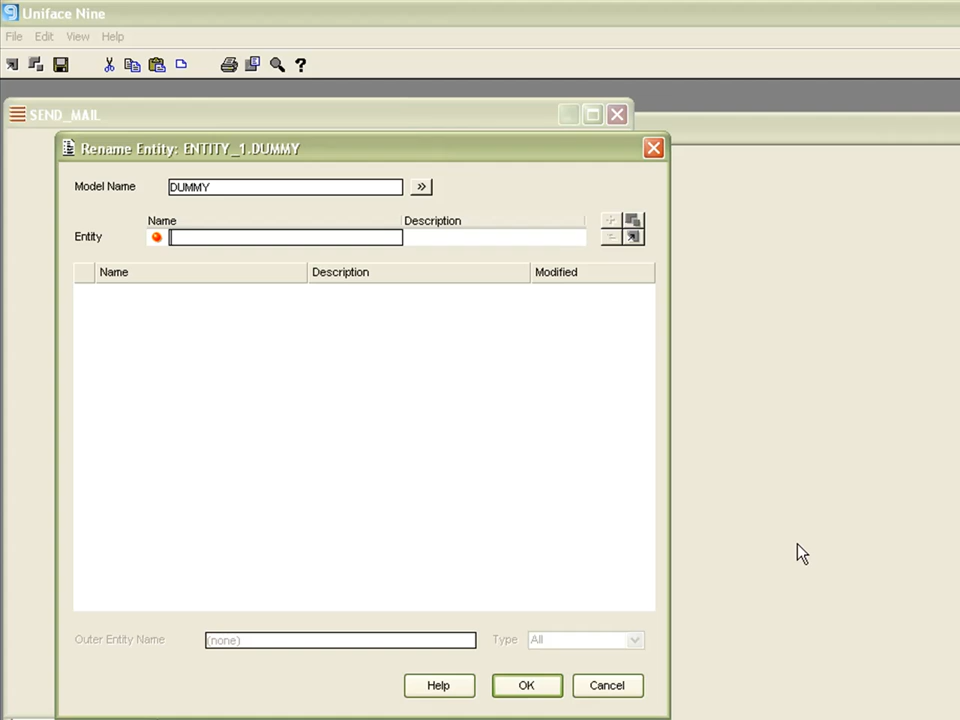 Uniface Nine
File Edit View Help
SEND_MAIL
Rename Entity: ENTITY_1.DUMMY
Model Name DUMMY
Name Description
Entity
Name Description Modified
Outer Entity Name (none) Type All
Help OK Cancel